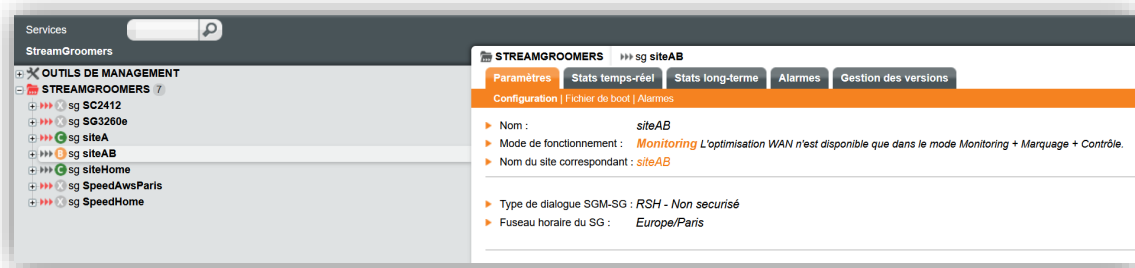 Services
StreamGroomers
OUTILS DE MANAGEMENT
STREAMGROOMERS 7
X sg SC2412
X sg SG3260e
C sg siteA
B sg siteAB
C sg siteHome
X sg SpeedAwsParis
X sg SpeedHome
STREAMGROOMERS sg siteAB
Paramètres Stats temps-réel Stats long-terme Alarmes Gestion des versions
Configuration | Fichier de boot | Alarmes
Nom : siteAB
Mode de fonctionnement : Monitoring L'optimisation WAN n'est disponible que dans le mode Monitoring + Marquage + Contrôle.
Nom du site correspondant : siteAB
Type de dialogue SGM-SG : RSH - Non securisé
Fuseau horaire du SG : Europe/Paris